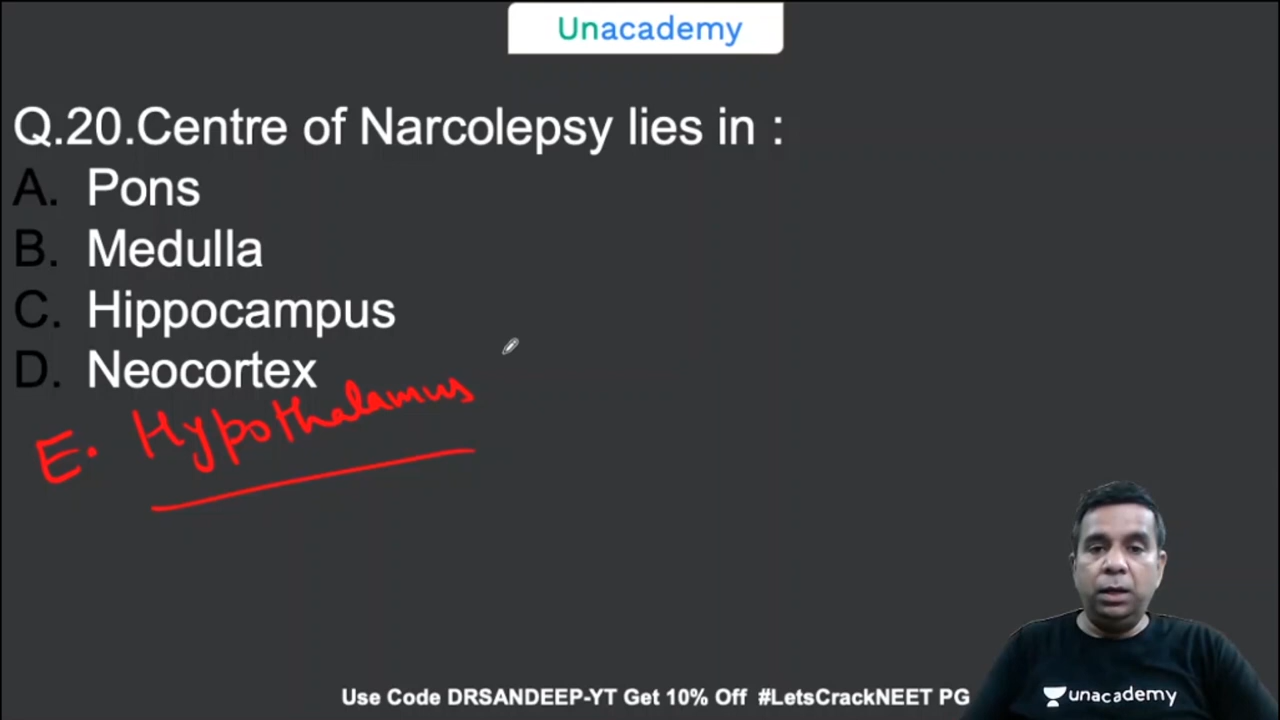 Unacademy
Q.20.Centre of Narcolepsy lies in :
A. Pons
B. Medulla
C. Hippocampus
D. Neocortex
E. Hypothalamus
unacademy
Use Code DRSANDEEP-YT Get 10% Off #LetsCrackNEET PG